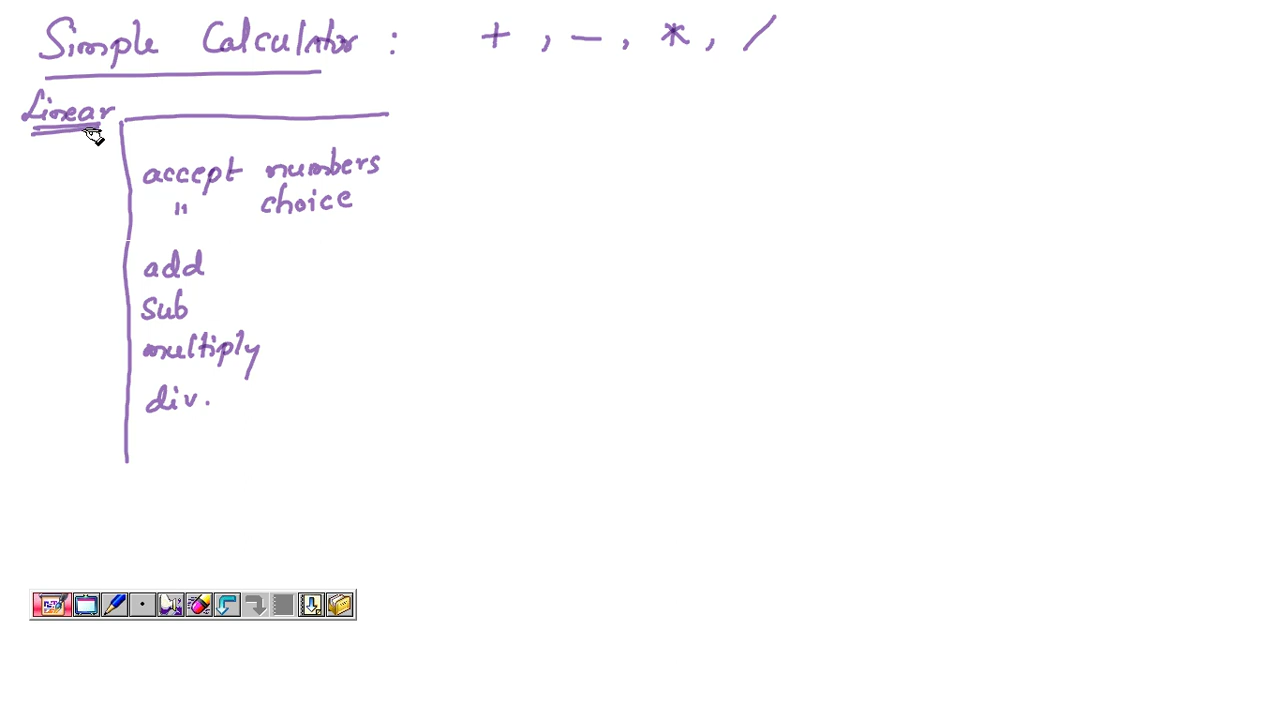 Simple Calculator : + , - , * , /
Linear
accept numbers
" choice
add
sub
multiply
div.